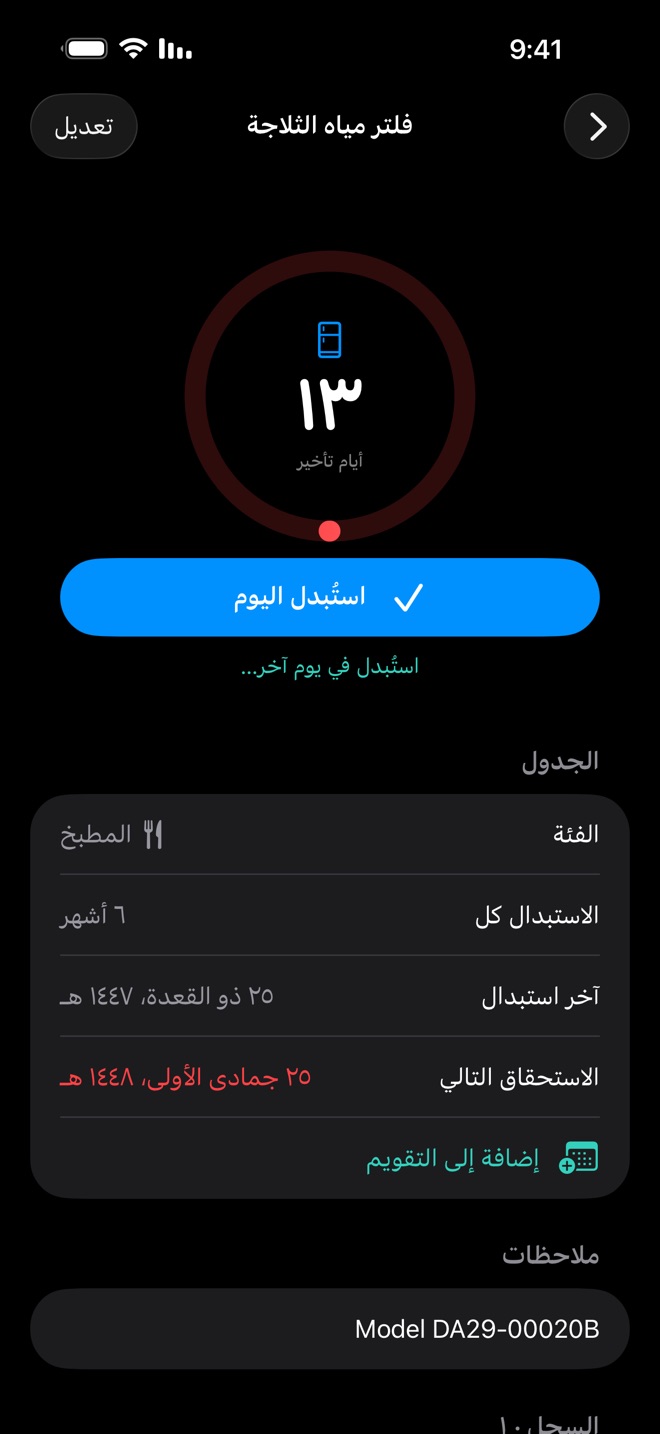 9:41
فلتر مياه الثلاجة
تعديل
١٣
أيام تأخير
استُبدل اليوم
استُبدل في يوم آخر...
الجدول
الفئة
المطبخ
الاستبدال كل
٦ أشهر
آخر استبدال
٢٥ ذو القعدة، ١٤٤٧ هـ
الاستحقاق التالي
٢٥ جمادى الأولى، ١٤٤٨ هـ
إضافة إلى التقويم
ملاحظات
Model DA29-00020B
السجل · ١